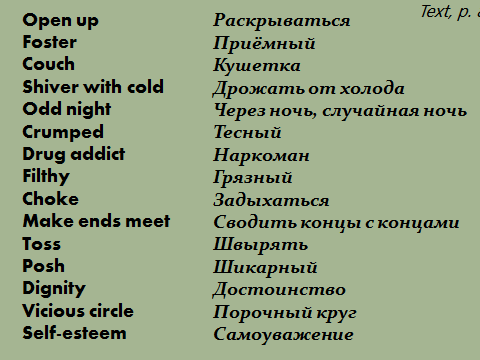 Text, p.
Open up Раскрываться
Foster Приёмный
Couch Кушетка
Shiver with cold Дрожать от холода
Odd night Через ночь, случайная ночь
Crumped Тесный
Drug addict Наркоман
Filthy Грязный
Choke Задыхаться
Make ends meet Сводить концы с концами
Toss Швырять
Posh Шикарный
Dignity Достоинство
Vicious circle Порочный круг
Self-esteem Самоуважение